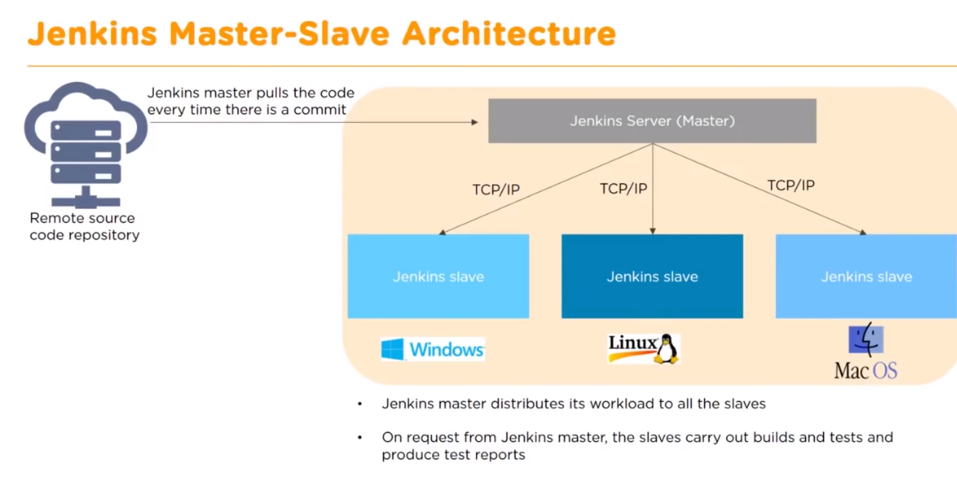 Jenkins Master-Slave Architecture
Jenkins master pulls the code
every time there is a commit
Jenkins Server (Master)
TCP/IP
TCP/IP
TCP/IP
Remote source
code repository
Jenkins slave
Jenkins slave
Jenkins slave
Windows
Linux
Mac OS
• Jenkins master distributes its workload to all the slaves
• On request from Jenkins master, the slaves carry out builds and tests and
produce test reports